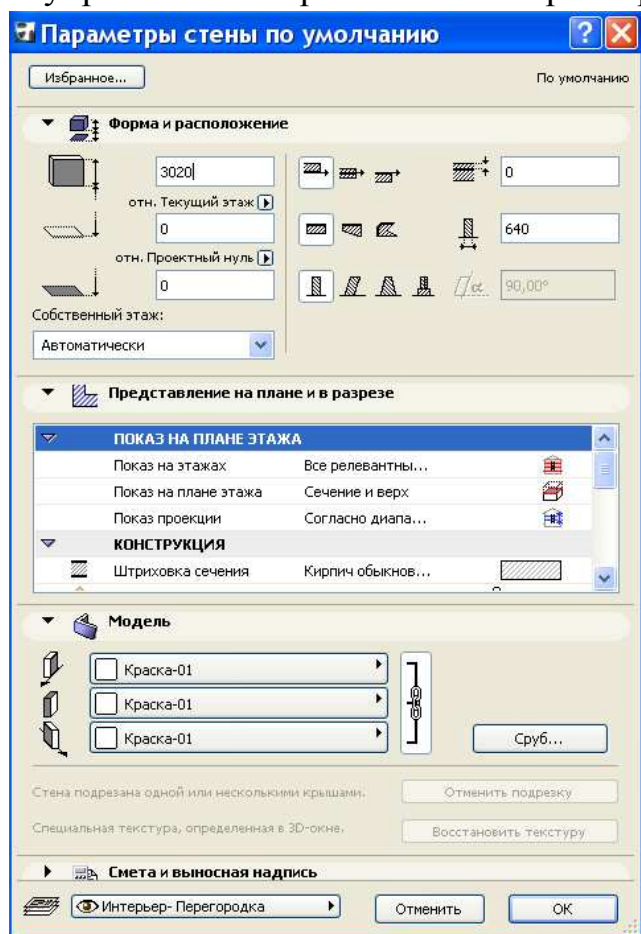 Параметры стены по умолчанию
Избранное...
По умолчанию
Форма и расположение
3020
0
отн. Текущий этаж
0
640
отн. Проектный нуль
0
α 90,00°
Собственный этаж:
Автоматически
Представление на плане и в разрезе
ПОКАЗ НА ПЛАНЕ ЭТАЖА
Показ на этажах Все релевантны...
Показ на плане этажа Сечение и верх
Показ проекции Согласно диапа...
КОНСТРУКЦИЯ
Штриховка сечения Кирпич обыкнов...
Модель
Краска-01
Краска-01
Краска-01
Сруб...
Стена подрезана одной или несколькими крышами.
Отменить подрезку
Специальная текстура, определенная в 3D-окне.
Восстановить текстуру
Смета и выносная надпись
Интерьер- Перегородка
Отменить
ОК